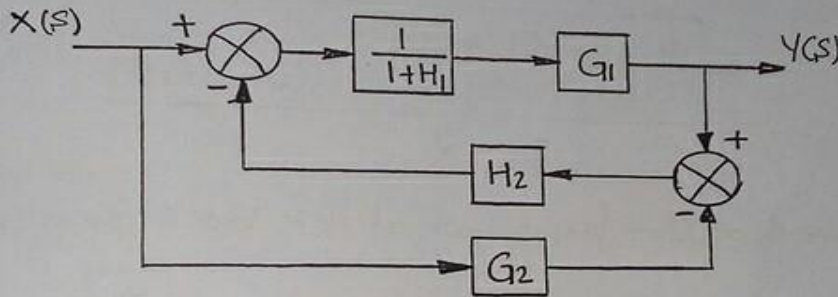 X(S)
+
-
1
1+H1
G1
Y(S)
H2
+
-
G2